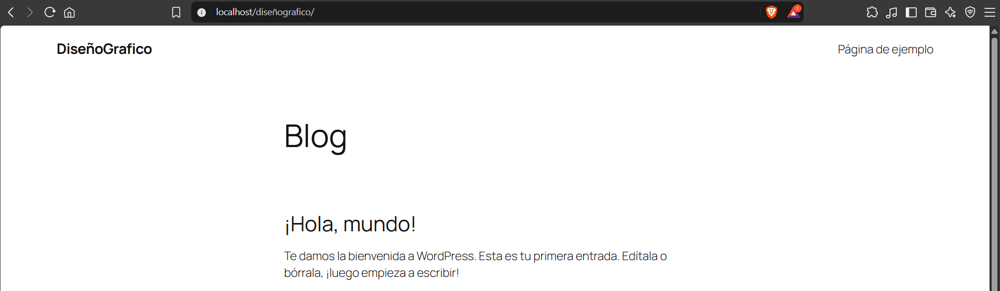 localhost/diseñografico/
1
DiseñoGrafico
Página de ejemplo
Blog
¡Hola, mundo!
Te damos la bienvenida a WordPress. Esta es tu primera entrada. Edítala o
bórrala, ¡luego empieza a escribir!